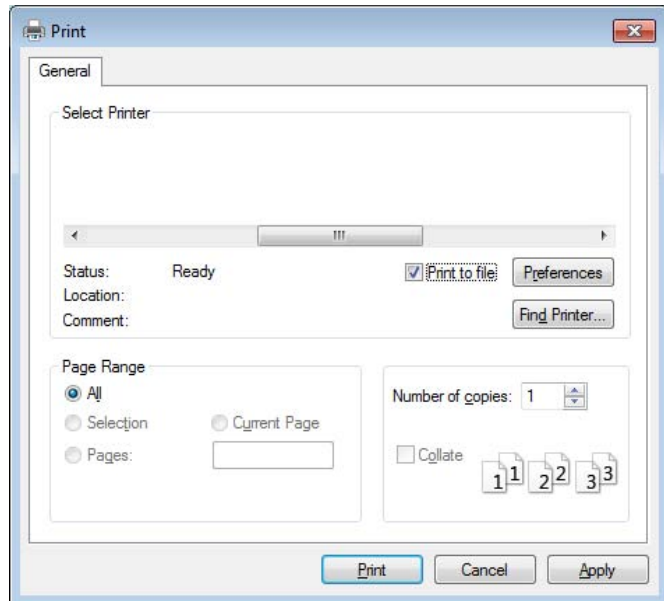 Print
General
Select Printer
Status: Ready
Print to file
Preferences
Location:
Comment:
Find Printer...
Page Range
All
Selection
Current Page
Pages:
Number of copies: 1
Collate
1 1 2 2 3 3
Print Cancel Apply